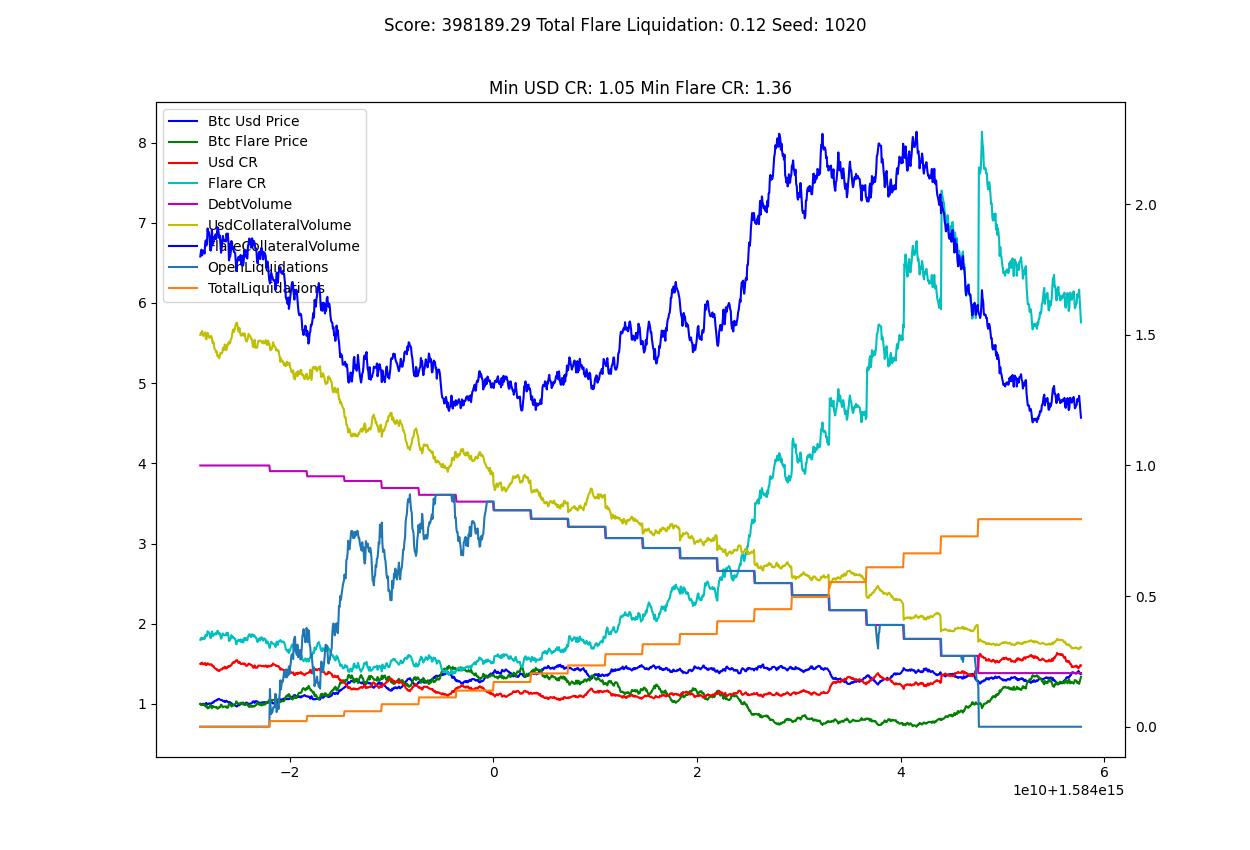 Score: 398189.29 Total Flare Liquidation: 0.12 Seed: 1020
Min USD CR: 1.05 Min Flare CR: 1.36
Btc Usd Price
Btc Flare Price
Usd CR
Flare CR
DebtVolume
UsdCollateralVolume
FlareCollateralVolume
OpenLiquidations
TotalLiquidations
8
7
6
5
4
3
2
1
2.0
1.5
1.0
0.5
0.0
−2
0
2
4
6
1e10+1.584e15